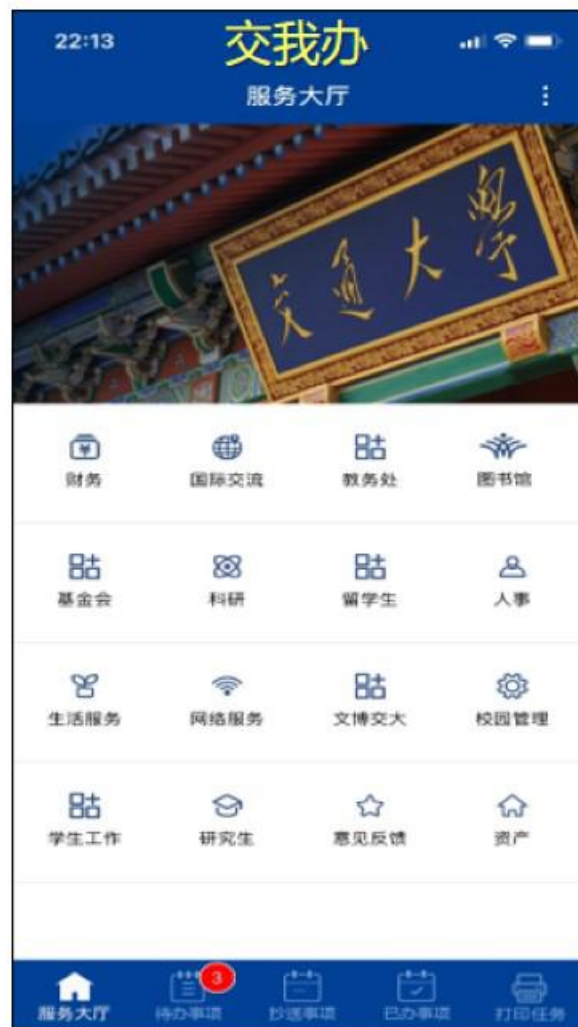 22:13
交我办
服务大厅
交通大學
财务 国际交流 教务处 图书馆
基金会 科研 留学生 人事
生活服务 网络服务 文博交大 校园管理
学生工作 研究生 意见反馈 资产
3
服务大厅 待办事项 抄送事项 已办事项 打印任务